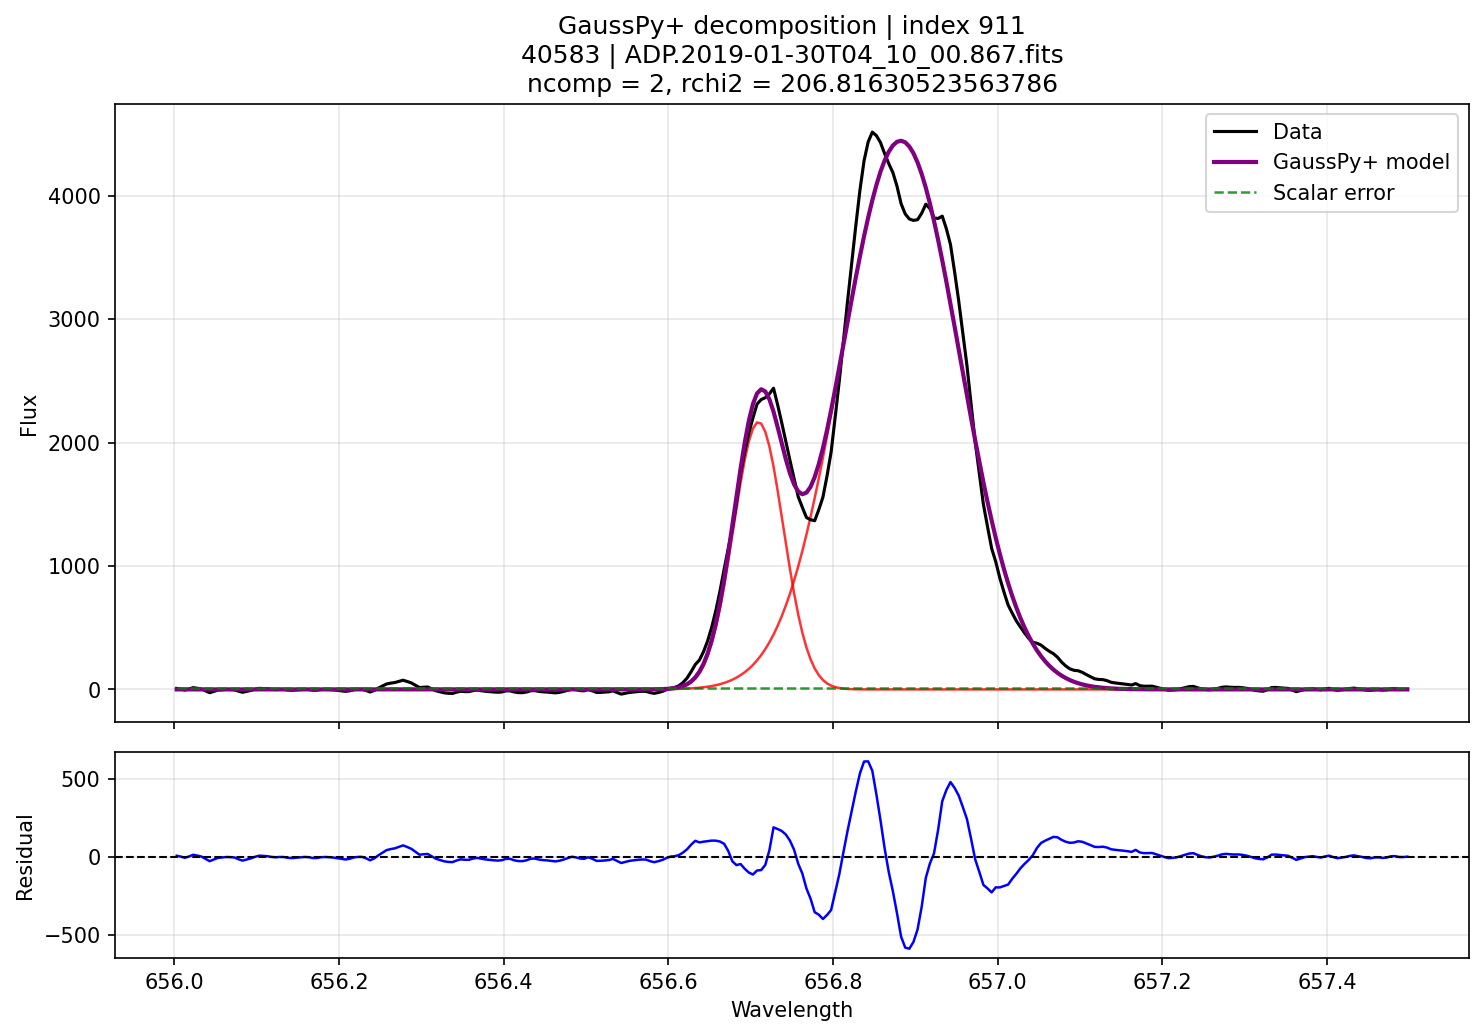 GaussPy+ decomposition | index 911
40583 | ADP.2019-01-30T04_10_00.867.fits
ncomp = 2, rchi2 = 206.81630523563786
Data
GaussPy+ model
Scalar error
Flux
4000
3000
2000
1000
0
Residual
500
0
−500
656.0 656.2 656.4 656.6 656.8 657.0 657.2 657.4
Wavelength